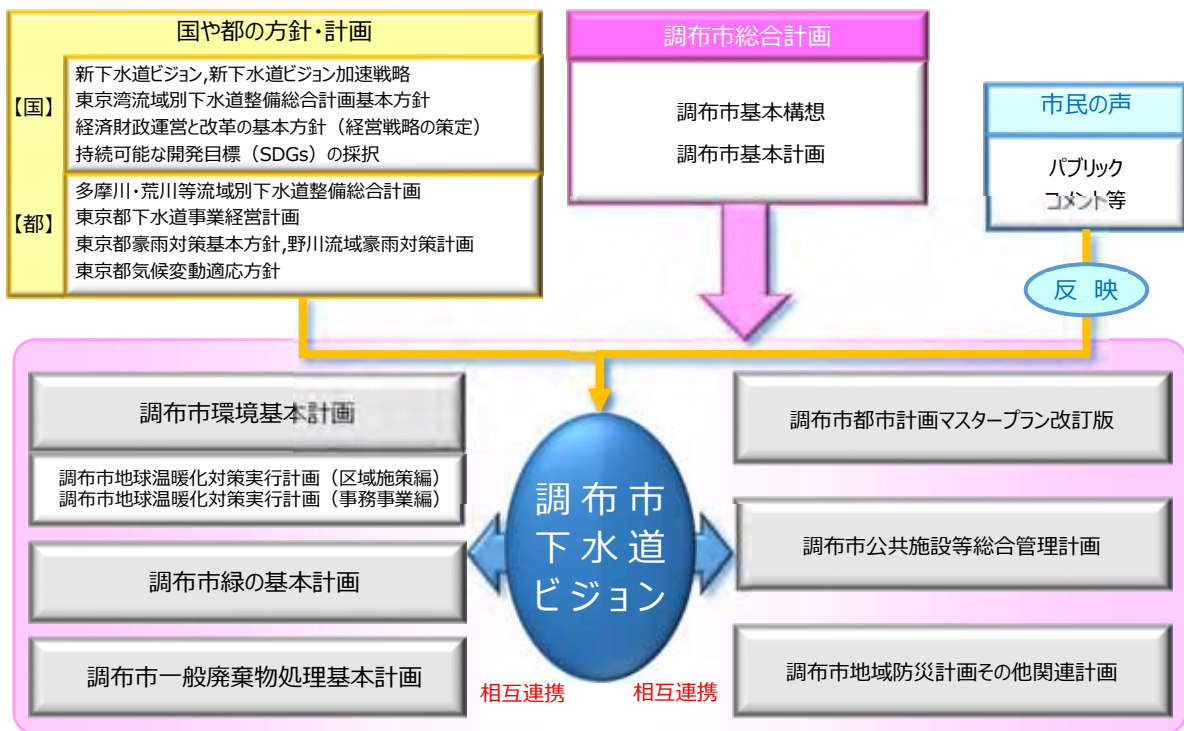 国や都の方針・計画
【国】
新下水道ビジョン,新下水道ビジョン加速戦略
東京湾流域別下水道整備総合計画基本方針
経済財政運営と改革の基本方針（経営戦略の策定）
持続可能な開発目標（SDGs）の採択
【都】
多摩川・荒川等流域別下水道整備総合計画
東京都下水道事業経営計画
東京都豪雨対策基本方針,野川流域豪雨対策計画
東京都気候変動適応方針
調布市総合計画
調布市基本構想
調布市基本計画
市民の声
パブリック
コメント等
反 映
調布市環境基本計画
調布市地球温暖化対策実行計画（区域施策編）
調布市地球温暖化対策実行計画（事務事業編）
調布市緑の基本計画
調布市一般廃棄物処理基本計画
調布市
下水道
ビジョン
相互連携
相互連携
調布市都市計画マスタープラン改訂版
調布市公共施設等総合管理計画
調布市地域防災計画その他関連計画